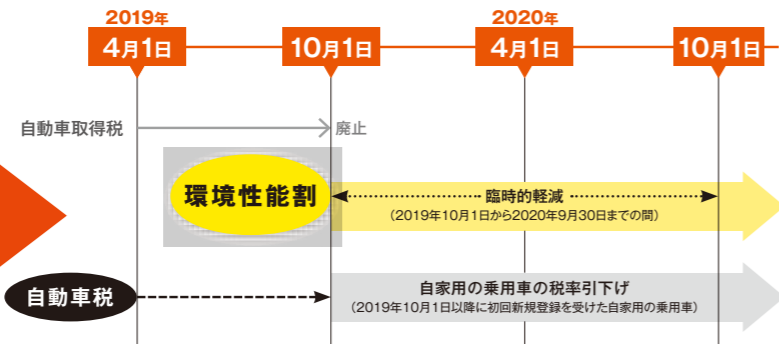 2019年
2020年
4月1日
10月1日
4月1日
10月1日
自動車取得税
廃止
環境性能割
臨時的軽減
(2019年10月1日から2020年9月30日までの間)
自動車税
自家用の乗用車の税率引下げ
(2019年10月1日以降に初回新規登録を受けた自家用の乗用車)